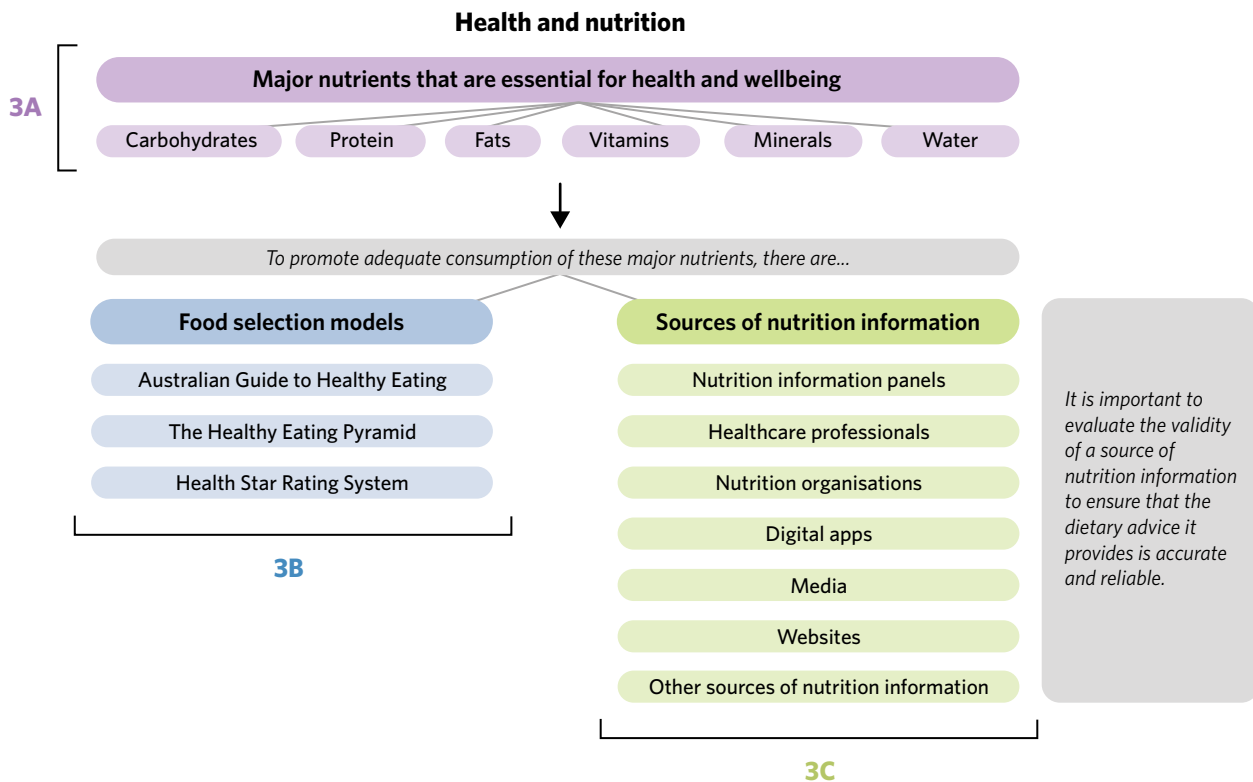 Health and nutrition
3A
Major nutrients that are essential for health and wellbeing
Carbohydrates
Protein
Fats
Vitamins
Minerals
Water
To promote adequate consumption of these major nutrients, there are...
Food selection models
Australian Guide to Healthy Eating
The Healthy Eating Pyramid
Health Star Rating System
3B
Sources of nutrition information
Nutrition information panels
Healthcare professionals
Nutrition organisations
Digital apps
Media
Websites
Other sources of nutrition information
3C
It is important to
evaluate the validity
of a source of
nutrition information
to ensure that the
dietary advice it
provides is accurate
and reliable.